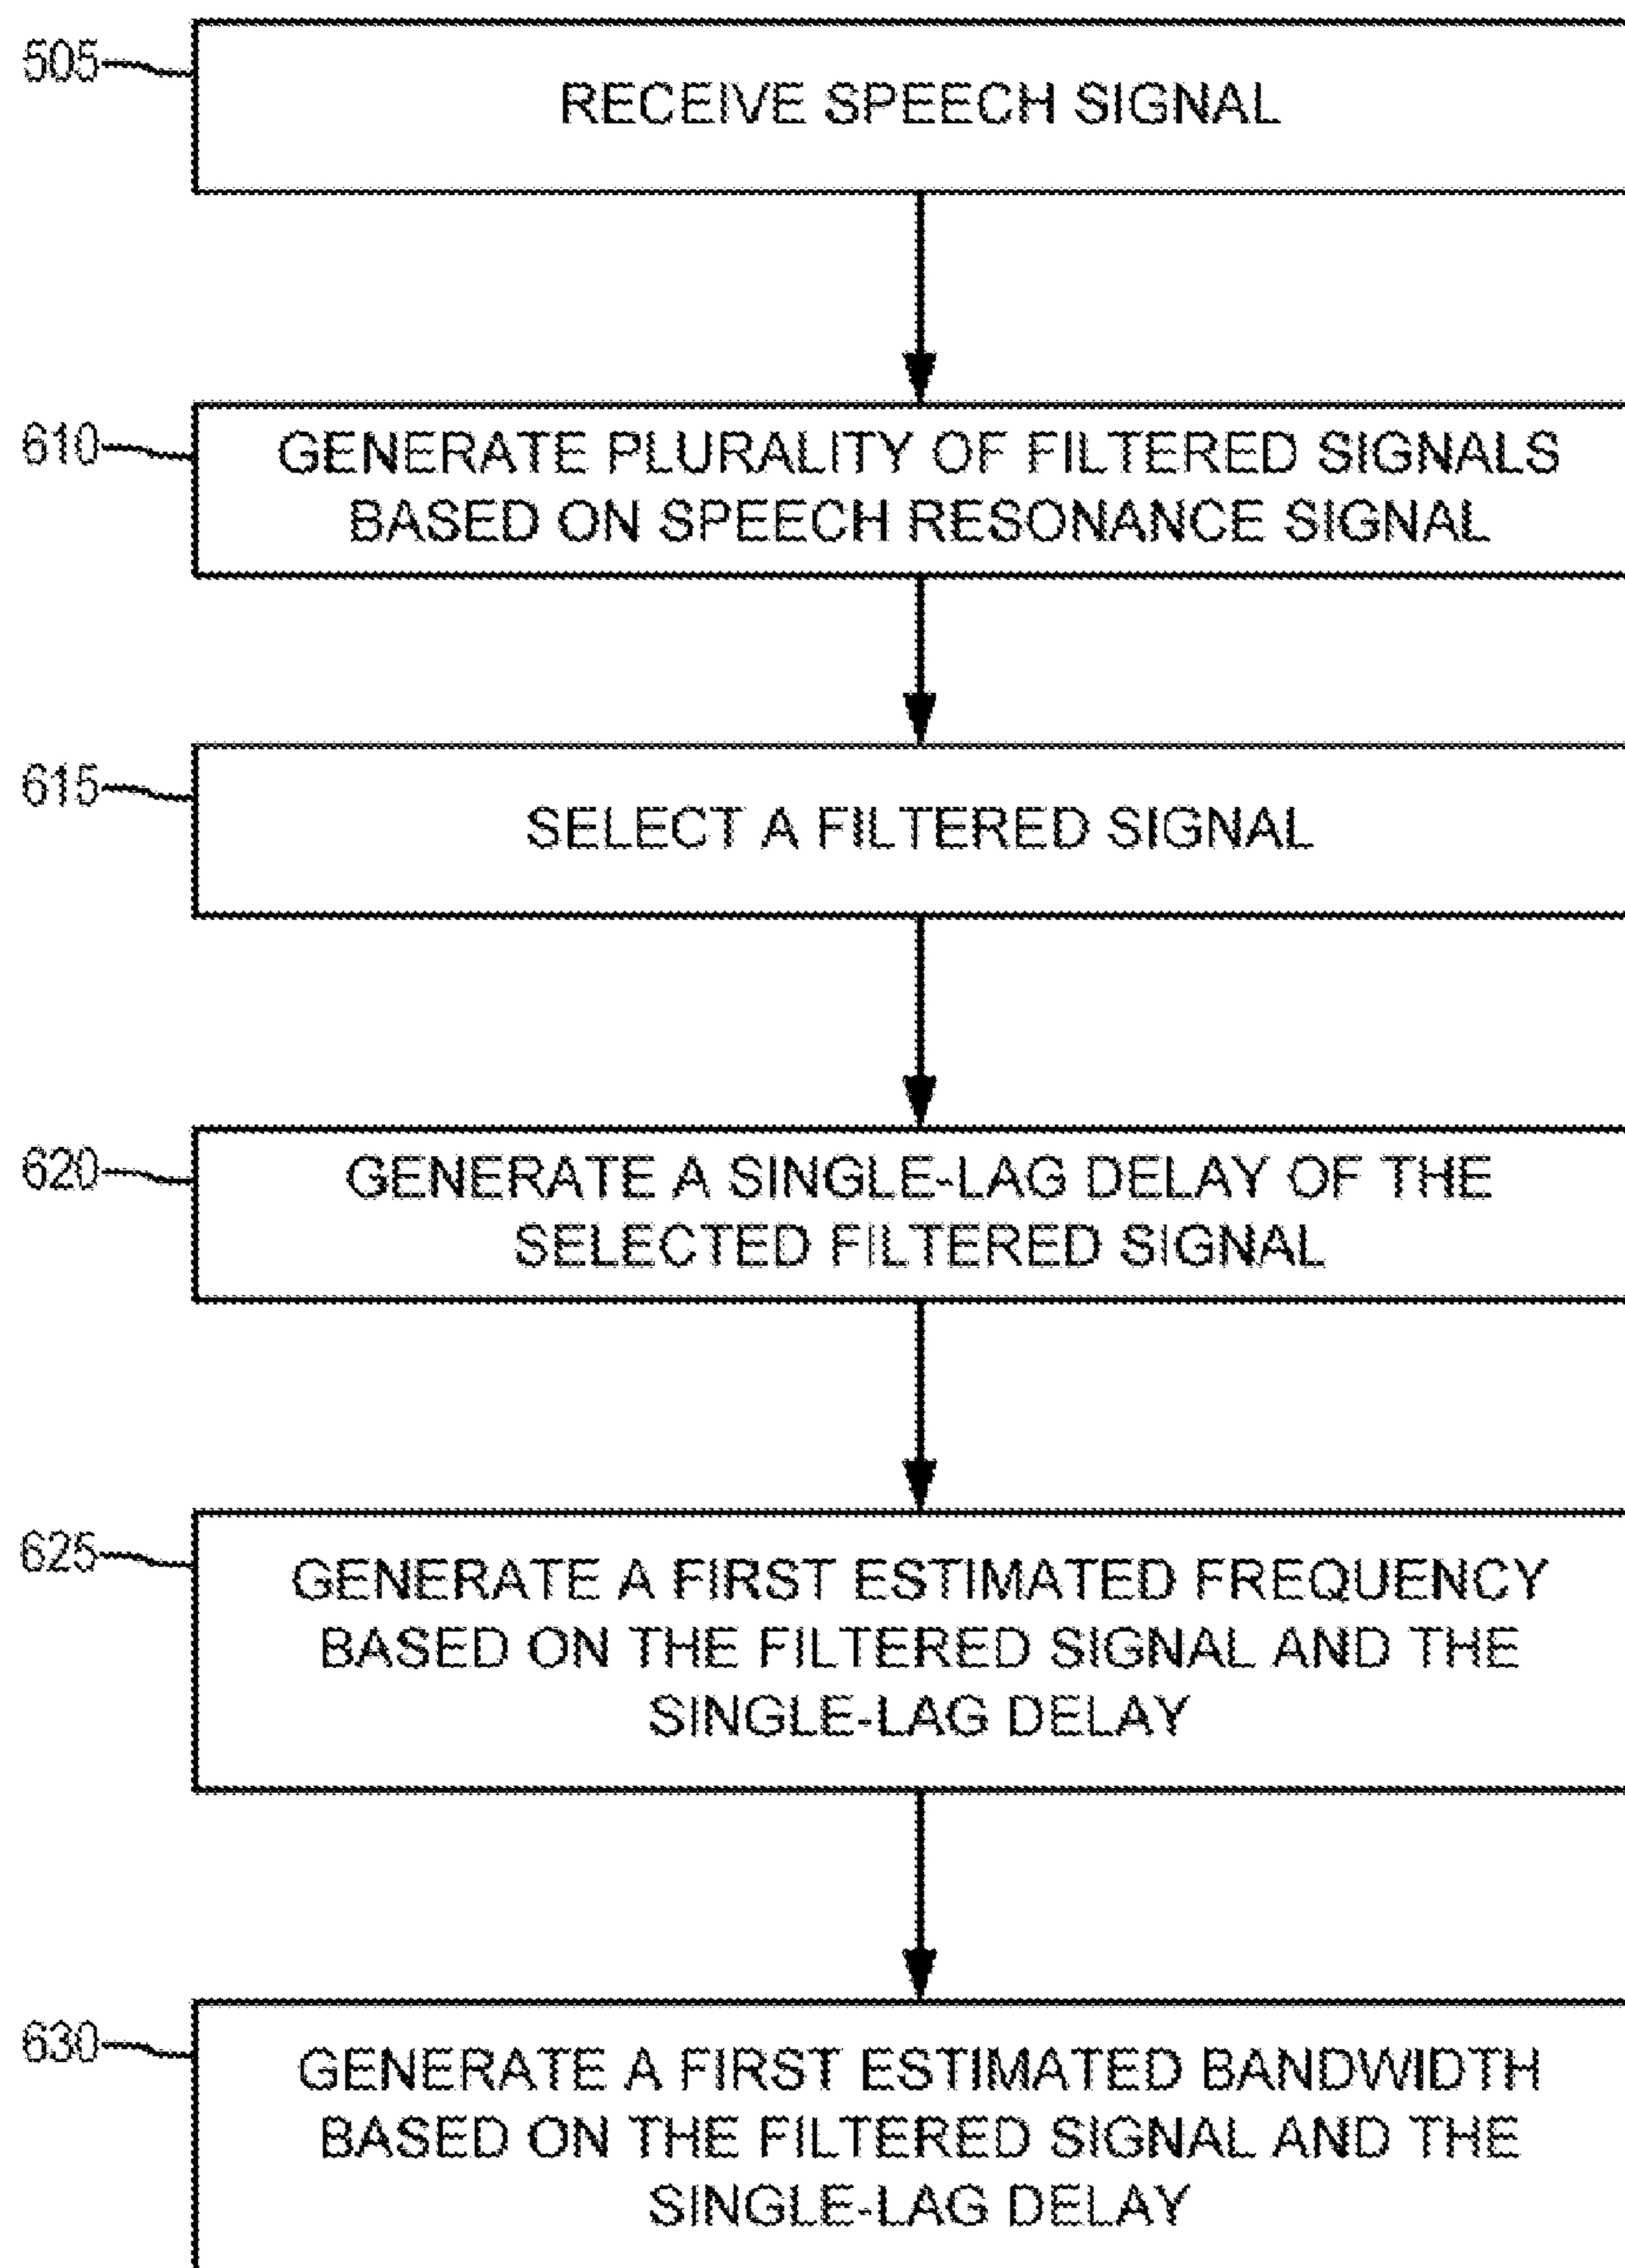 505
RECEIVE SPEECH SIGNAL
610
GENERATE PLURALITY OF FILTERED SIGNALS
BASED ON SPEECH RESONANCE SIGNAL
615
SELECT A FILTERED SIGNAL
620
GENERATE A SINGLE-LAG DELAY OF THE
SELECTED FILTERED SIGNAL
625
GENERATE A FIRST ESTIMATED FREQUENCY
BASED ON THE FILTERED SIGNAL AND THE
SINGLE-LAG DELAY
630
GENERATE A FIRST ESTIMATED BANDWIDTH
BASED ON THE FILTERED SIGNAL AND THE
SINGLE-LAG DELAY